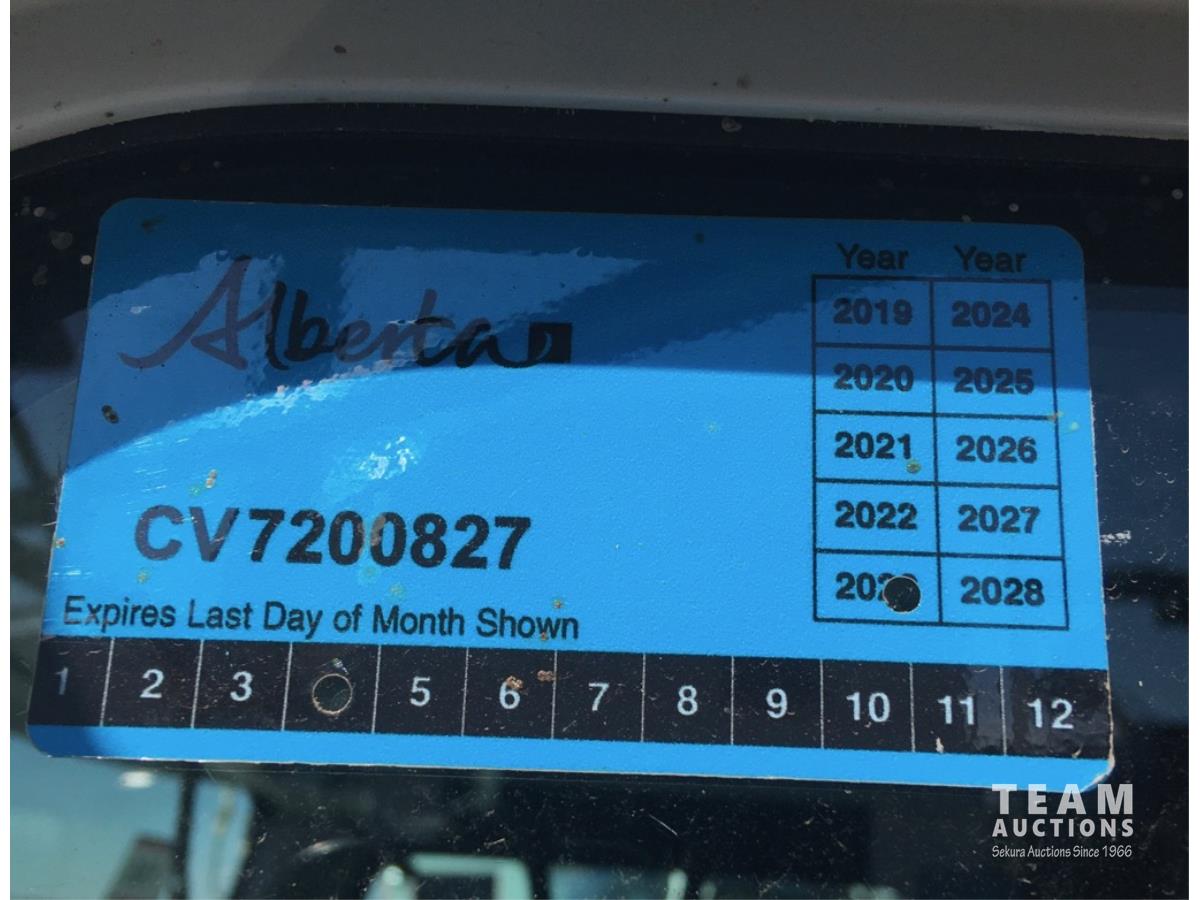 Alberta
Year Year
2019 2024
2020 2025
2021 2026
2022 2027
2028
CV7200827
Expires Last Day of Month Shown
1 2 3 5 6 7 8 9 10 11 12
TEAM
AUCTIONS
Sekura Auctions Since 1966